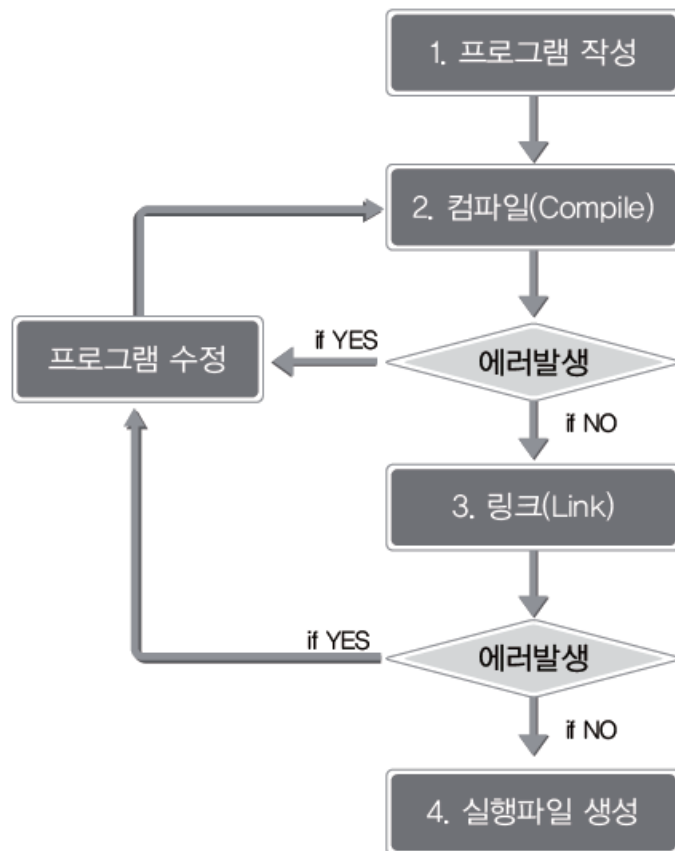 1. 프로그램 작성
2. 컴파일(Compile)
프로그램 수정
if YES
에러발생
if NO
3. 링크(Link)
if YES
에러발생
if NO
4. 실행파일 생성